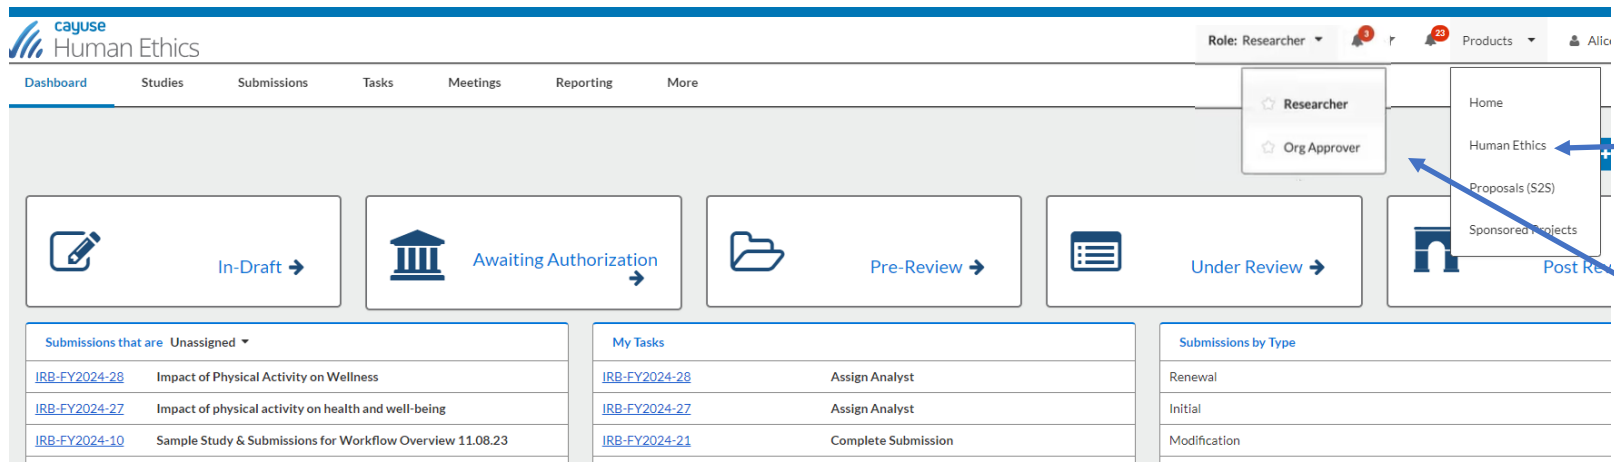 cayuse
Human Ethics
Role: Researcher
3
23
Products
Alic
Dashboard Studies Submissions Tasks Meetings Reporting More
Researcher
Org Approver
Home
Human Ethics
Proposals (S2S)
Sponsored Projects
In-Draft
Awaiting Authorization
Pre-Review
Under Review
Post Rev
Submissions that are Unassigned
IRB-FY2024-28 Impact of Physical Activity on Wellness
IRB-FY2024-27 Impact of physical activity on health and well-being
IRB-FY2024-10 Sample Study & Submissions for Workflow Overview 11.08.23
My Tasks
IRB-FY2024-28 Assign Analyst
IRB-FY2024-27 Assign Analyst
IRB-FY2024-21 Complete Submission
Submissions by Type
Renewal
Initial
Modification